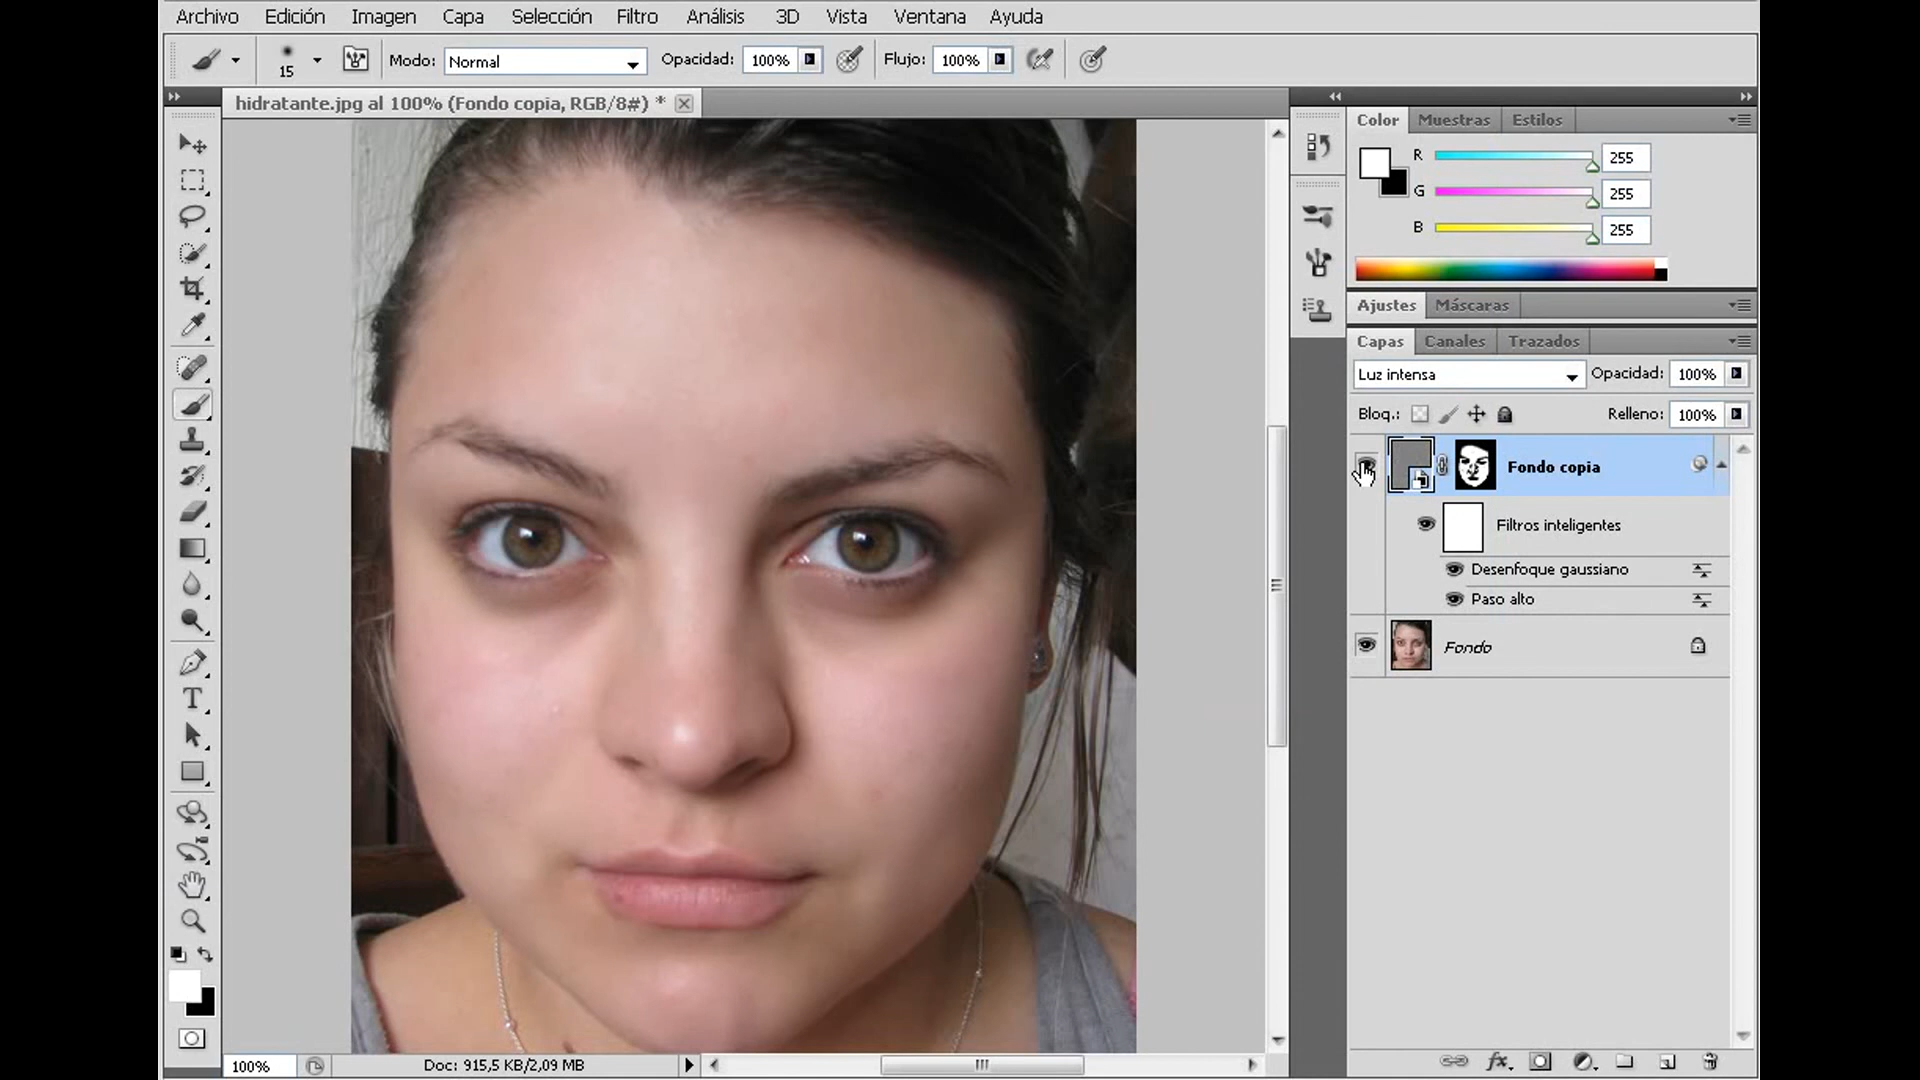 Archivo Edición Imagen Capa Selección Filtro Análisis 3D Vista Ventana Ayuda
15 Modo: Normal Opacidad: 100% Flujo: 100%
hidratante.jpg al 100% (Fondo copia, RGB/8#) *
Color Muestras Estilos
R 255
G 255
B 255
Ajustes Máscaras
Capas Canales Trazados
Luz intensa Opacidad: 100%
Bloq.: Relleno: 100%
Fondo copia
Filtros inteligentes
Desenfoque gaussiano
Paso alto
Fondo
T
fx
100% Doc: 915,5 KB/2,09 MB